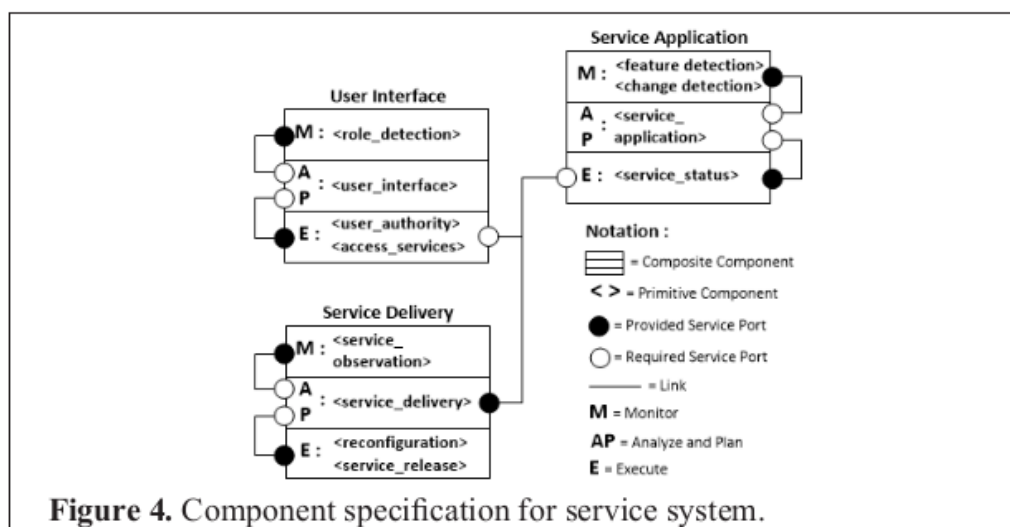 Service Application
M : <feature detection>
<change detection>
A
P : <service_
application>
E : <service_status>
User Interface
M : <role_detection>
A
P : <user_interface>
E : <user_authority>
<access_services>
Service Delivery
M : <service_
observation>
A
P : <service_delivery>
E : <reconfiguration>
<service_release>
Notation :
= Composite Component
< > = Primitive Component
= Provided Service Port
= Required Service Port
= Link
M = Monitor
AP = Analyze and Plan
E = Execute
Figure 4. Component specification for service system.